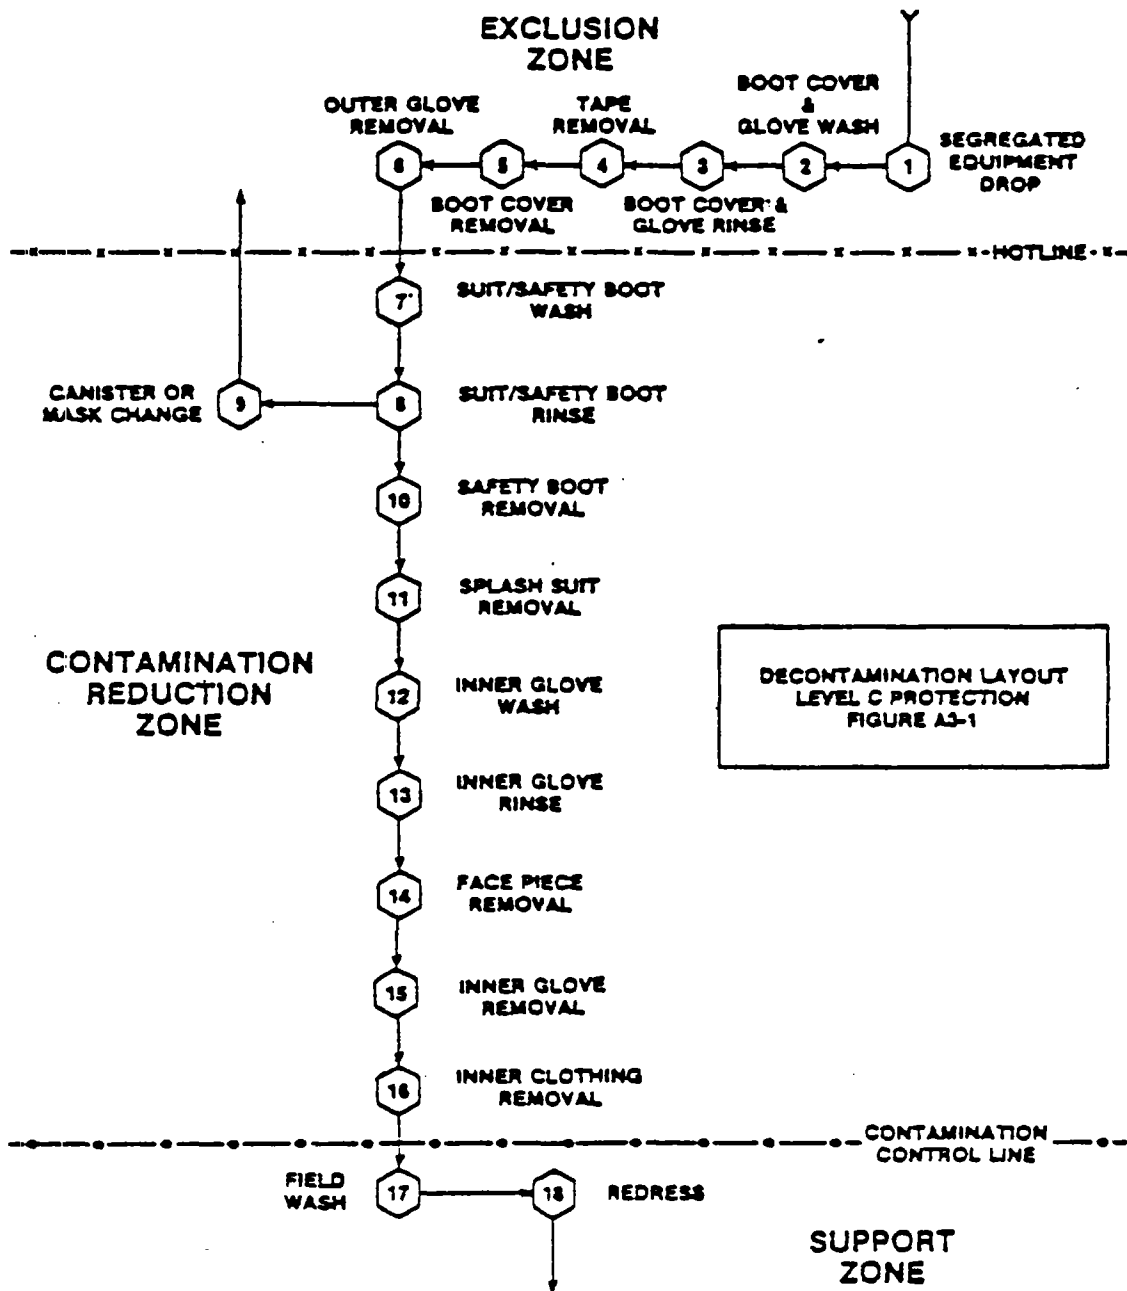 EXCLUSION
ZONE
BOOT COVER
&
GLOVE WASH
OUTER GLOVE
REMOVAL
TAPE
REMOVAL
SEGREGATED
EQUIPMENT
DROP
6
5
4
3
2
1
BOOT COVER
REMOVAL
BOOT COVER &
GLOVE RINSE
HOTLINE
7
SUIT/SAFETY BOOT
WASH
CANISTER OR
MASK CHANGE
9
8
SUIT/SAFETY BOOT
RINSE
10
SAFETY BOOT
REMOVAL
11
SPLASH SUIT
REMOVAL
CONTAMINATION
REDUCTION
ZONE
12
INNER GLOVE
WASH
DECONTAMINATION LAYOUT
LEVEL C PROTECTION
FIGURE A3-1
13
INNER GLOVE
RINSE
14
FACE PIECE
REMOVAL
15
INNER GLOVE
REMOVAL
16
INNER CLOTHING
REMOVAL
CONTAMINATION
CONTROL LINE
FIELD
WASH
17
18
REDRESS
SUPPORT
ZONE